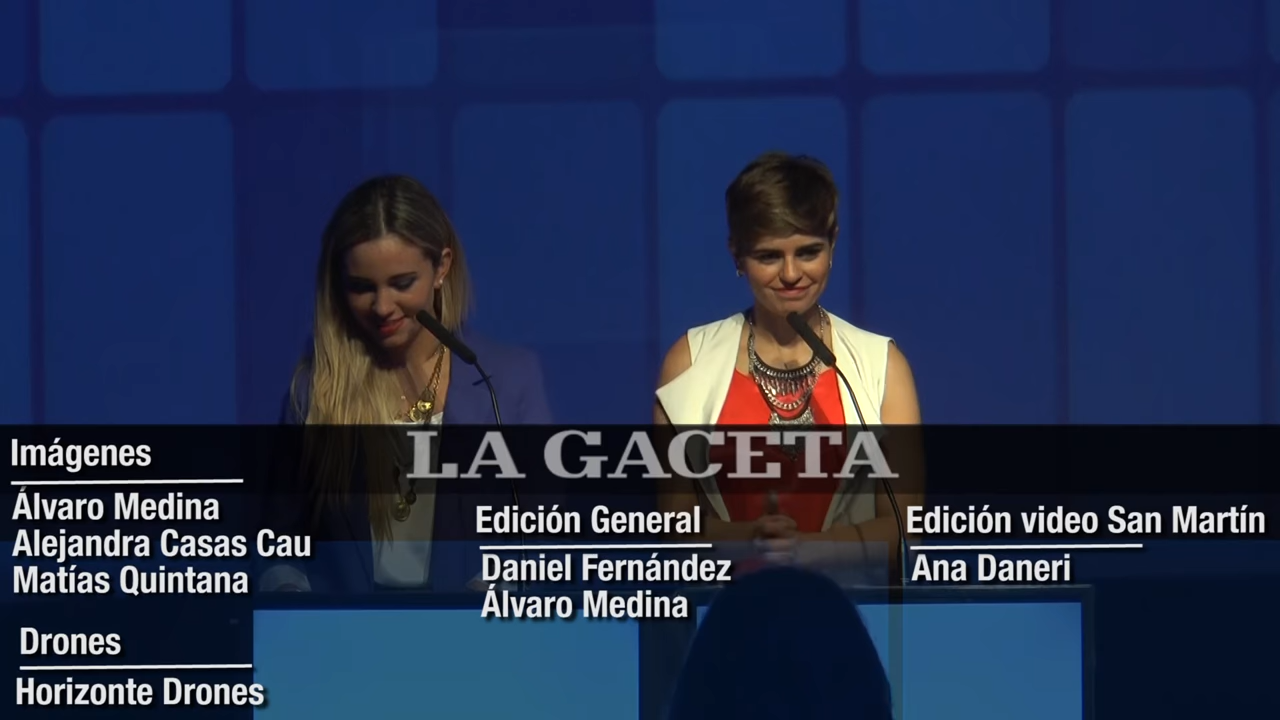 LA GACETA
Imágenes
Álvaro Medina
Alejandra Casas Cau
Matías Quintana
Drones
Horizonte Drones
Edición General
Daniel Fernández
Álvaro Medina
Edición video San Martín
Ana Daneri